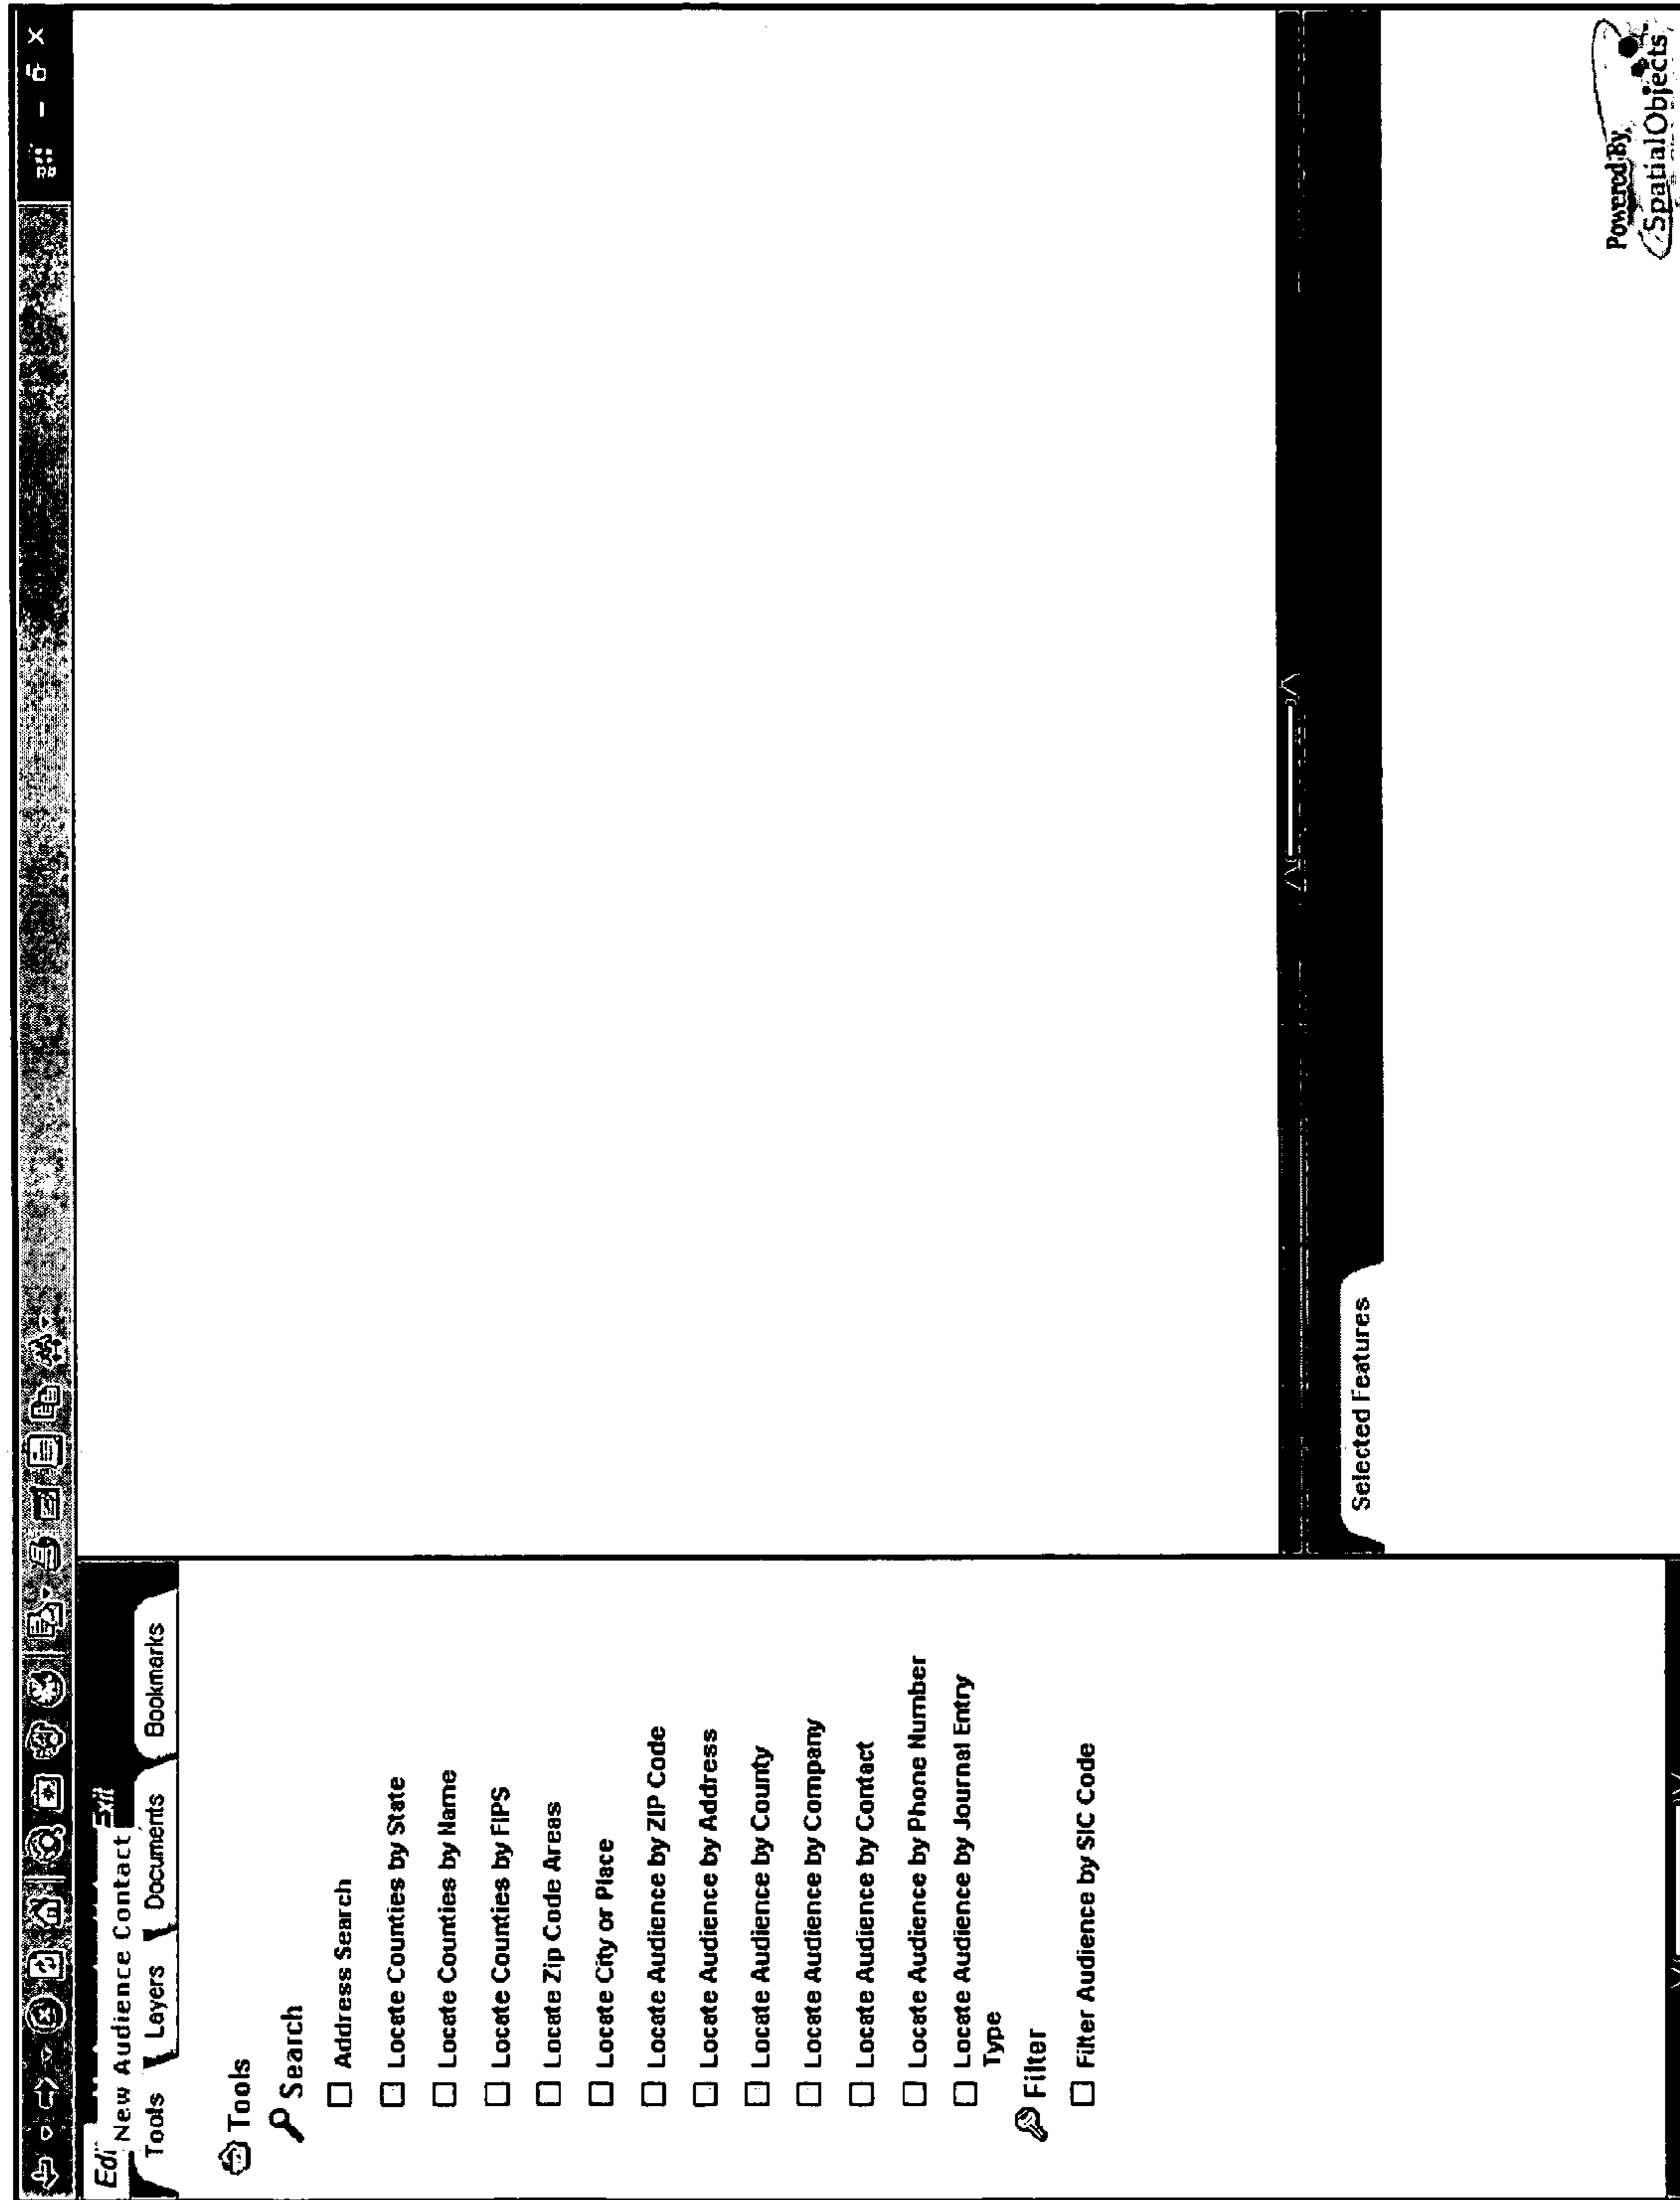 Edi
Exit
New Audience Contact
Tools Layers Documents Bookmarks
Tools
Search
Address Search
Locate Counties by State
Locate Counties by Name
Locate Counties by FIPS
Locate Zip Code Areas
Locate City or Place
Locate Audience by ZIP Code
Locate Audience by Address
Locate Audience by County
Locate Audience by Company
Locate Audience by Contact
Locate Audience by Phone Number
Locate Audience by Journal Entry
Type
Filter
Filter Audience by SIC Code
Selected Features
Powered By
SpatialObjects